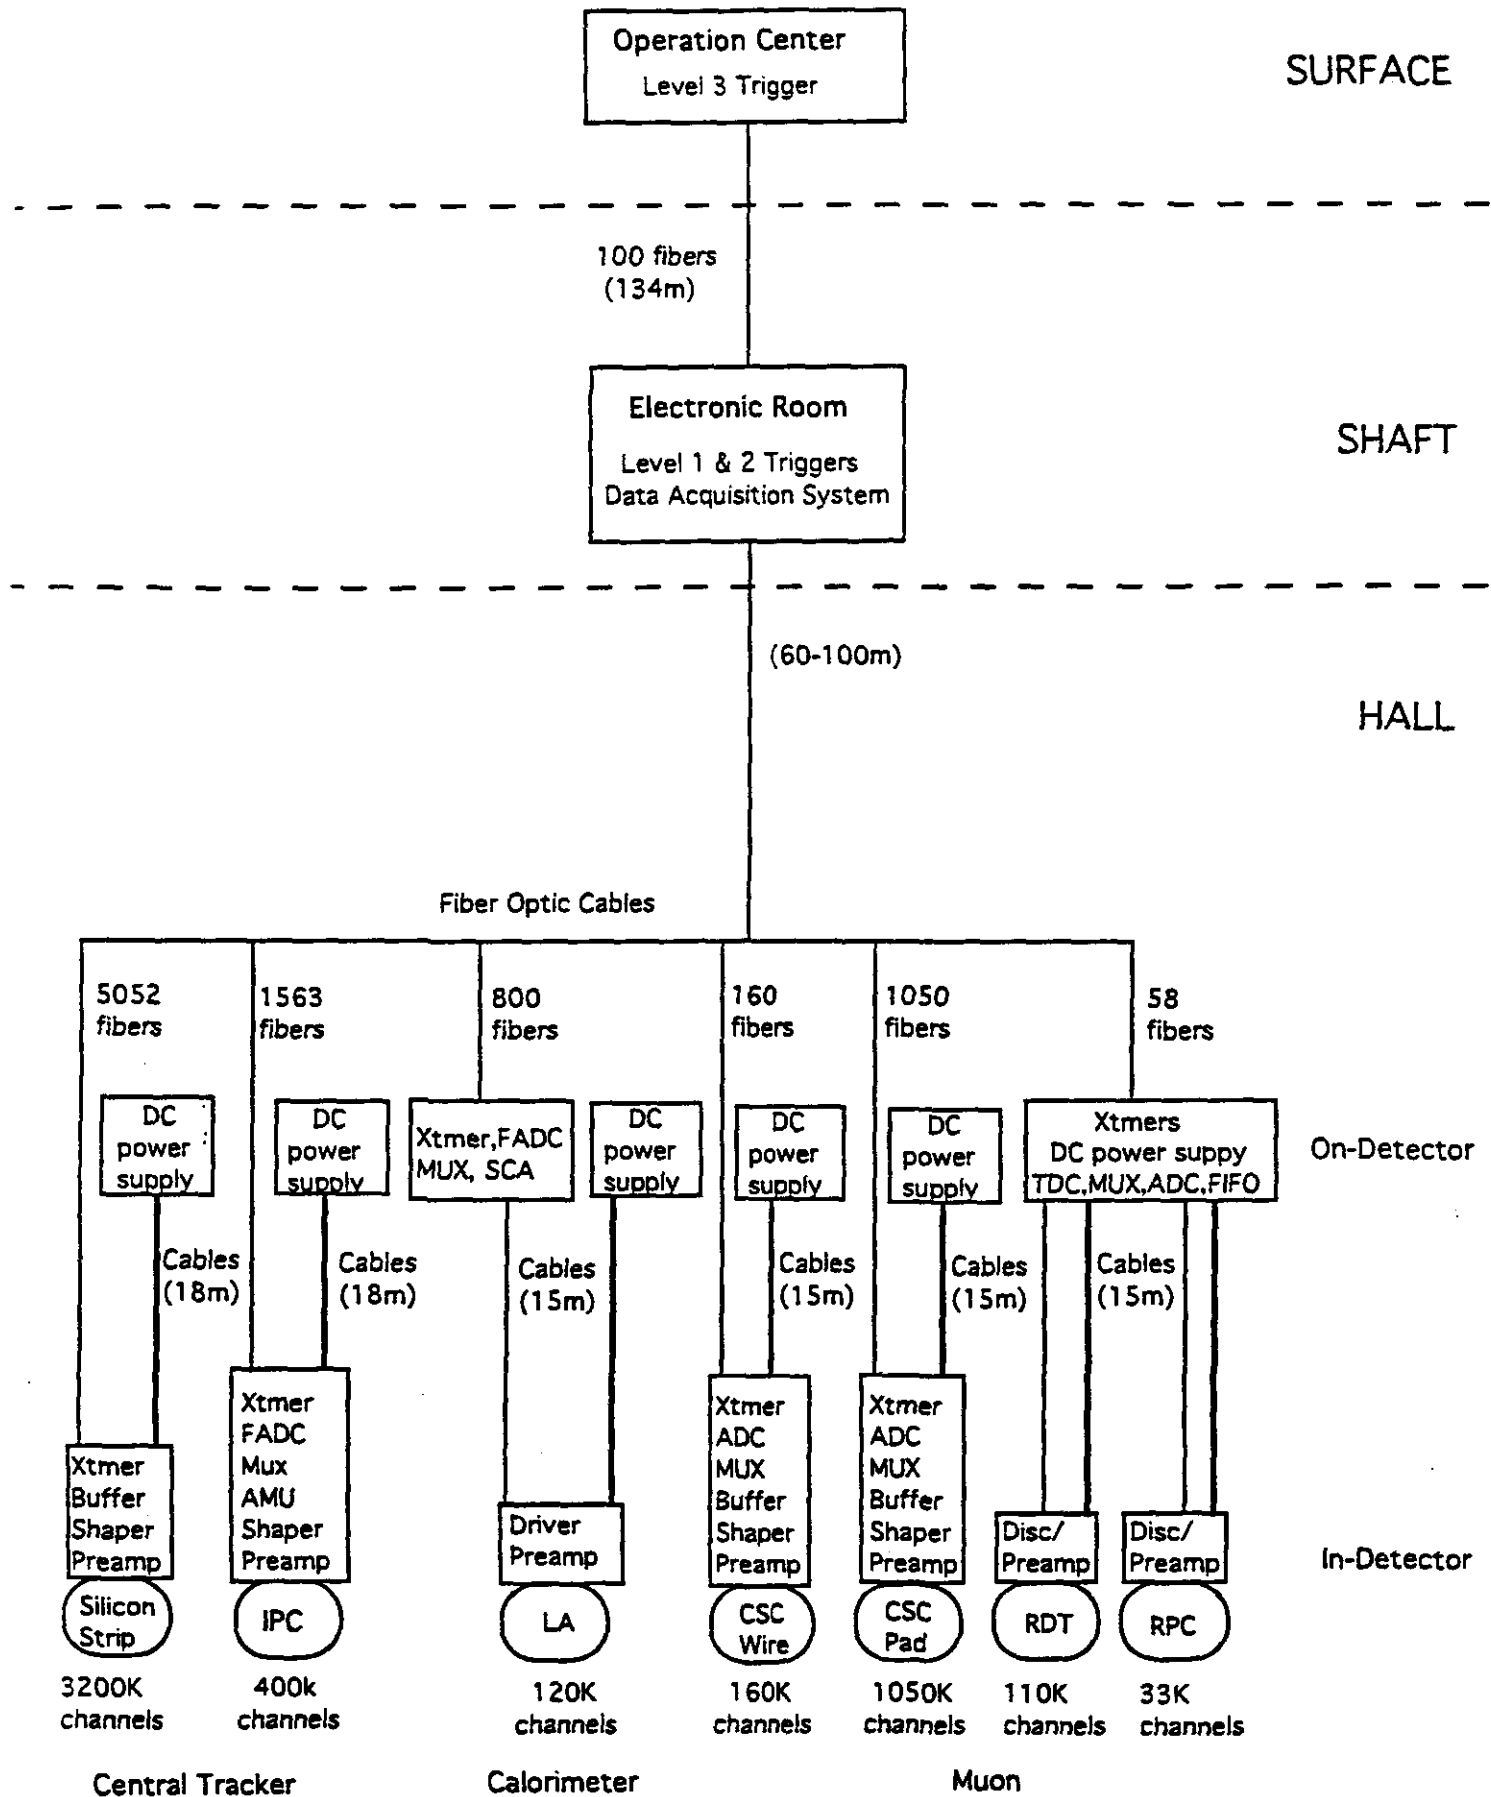 Operation Center
Level 3 Trigger
SURFACE
100 fibers
(134m)
Electronic Room
Level 1 & 2 Triggers
Data Acquisition System
SHAFT
(60-100m)
HALL
Fiber Optic Cables
5052
fibers
1563
fibers
800
fibers
160
fibers
1050
fibers
58
fibers
DC
power
supply
DC
power
supply
Xtmer,FADC
MUX, SCA
DC
power
supply
DC
power
supply
DC
power
supply
Xtmers
DC power suppy
TDC,MUX,ADC,FIFO
On-Detector
Cables
(18m)
Cables
(18m)
Cables
(15m)
Cables
(15m)
Cables
(15m)
Cables
(15m)
Xtmer
Buffer
Shaper
Preamp
Xtmer
FADC
Mux
AMU
Shaper
Preamp
Driver
Preamp
Xtmer
ADC
MUX
Buffer
Shaper
Preamp
Xtmer
ADC
MUX
Buffer
Shaper
Preamp
Disc/
Preamp
Disc/
Preamp
In-Detector
Silicon
Strip
IPC
LA
CSC
Wire
CSC
Pad
RDT
RPC
3200K
channels
400k
channels
120K
channels
160K
channels
1050K
channels
110K
channels
33K
channels
Central Tracker
Calorimeter
Muon